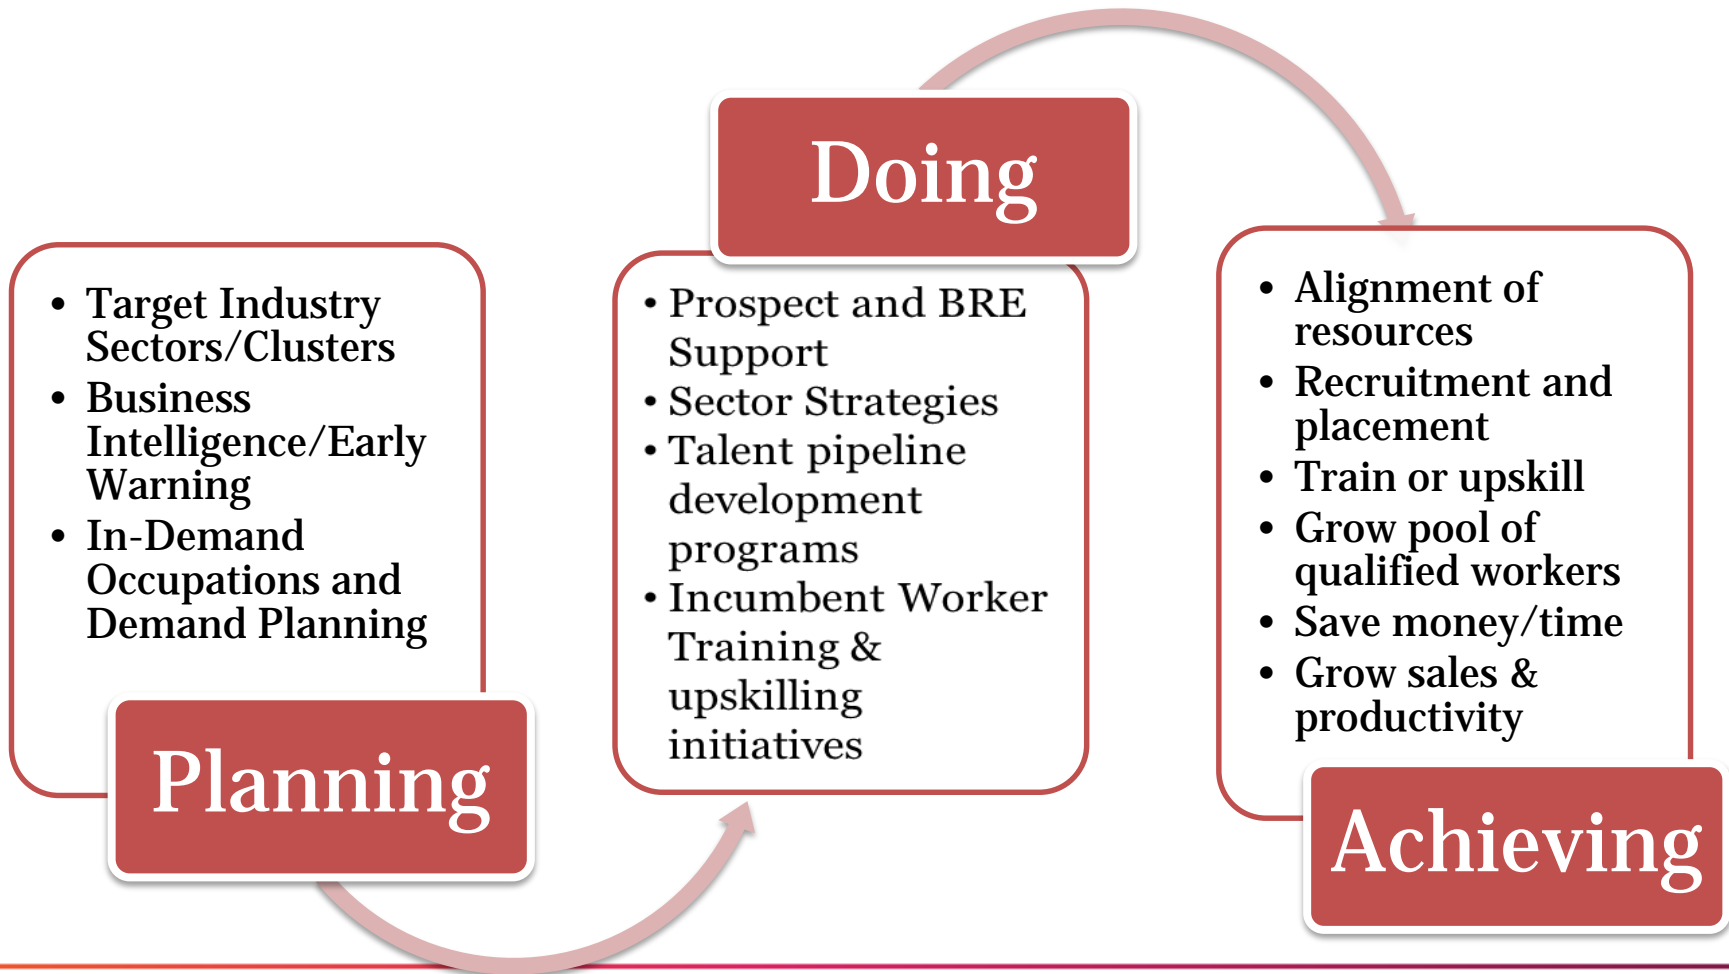 • Target Industry
Sectors/Clusters
• Business
Intelligence/Early
Warning
• In-Demand
Occupations and
Demand Planning
Planning
Doing
• Prospect and BRE
Support
• Sector Strategies
• Talent pipeline
development
programs
• Incumbent Worker
Training &
upskilling
initiatives
• Alignment of
resources
• Recruitment and
placement
• Train or upskill
• Grow pool of
qualified workers
• Save money/time
• Grow sales &
productivity
Achieving